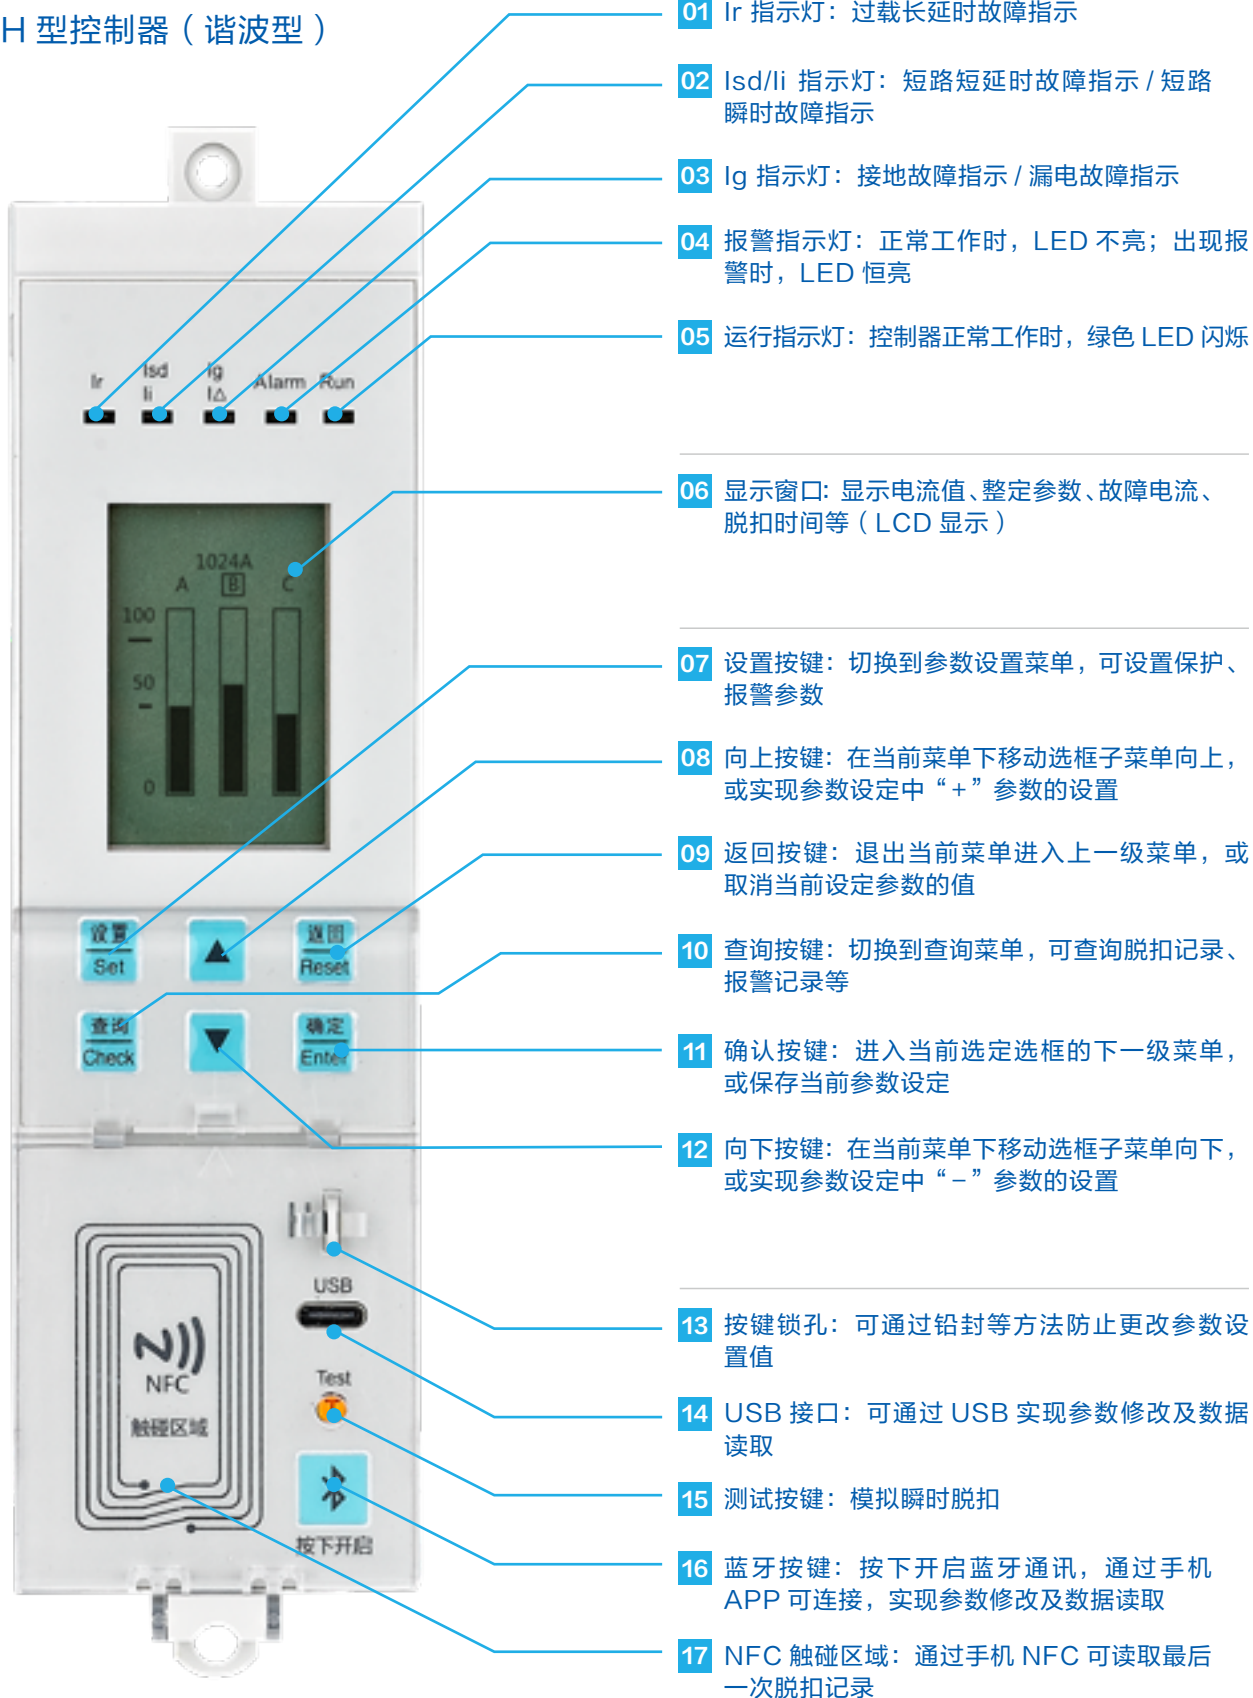 H 型控制器（谐波型）
01 Ir 指示灯：过载长延时故障指示
02 Isd/Ii 指示灯：短路短延时故障指示 / 短路
瞬时故障指示
03 Ig 指示灯：接地故障指示 / 漏电故障指示
04 报警指示灯：正常工作时，LED 不亮；出现报
警时，LED 恒亮
05 运行指示灯：控制器正常工作时，绿色 LED 闪烁
Ir Isd Ig Alarm Run
Ii I△
06 显示窗口：显示电流值、整定参数、故障电流、
脱扣时间等（LCD 显示）
1024A
A B C
100
50
0
07 设置按键：切换到参数设置菜单，可设置保护、
报警参数
08 向上按键：在当前菜单下移动选框子菜单向上，
或实现参数设定中“+”参数的设置
09 返回按键：退出当前菜单进入上一级菜单，或
取消当前设定参数的值
10 查询按键：切换到查询菜单，可查询脱扣记录、
报警记录等
11 确认按键：进入当前选定选框的下一级菜单，
或保存当前参数设定
12 向下按键：在当前菜单下移动选框子菜单向下，
或实现参数设定中“−”参数的设置
设置 ▲ 返回
Set Reset
查询 ▼ 确定
Check Enter
13 按键锁孔：可通过铅封等方法防止更改参数设
置值
14 USB 接口：可通过 USB 实现参数修改及数据
读取
15 测试按键：模拟瞬时脱扣
16 蓝牙按键：按下开启蓝牙通讯，通过手机
APP 可连接，实现参数修改及数据读取
17 NFC 触碰区域：通过手机 NFC 可读取最后
一次脱扣记录
USB
NFC
Test
触碰区域
按下开启